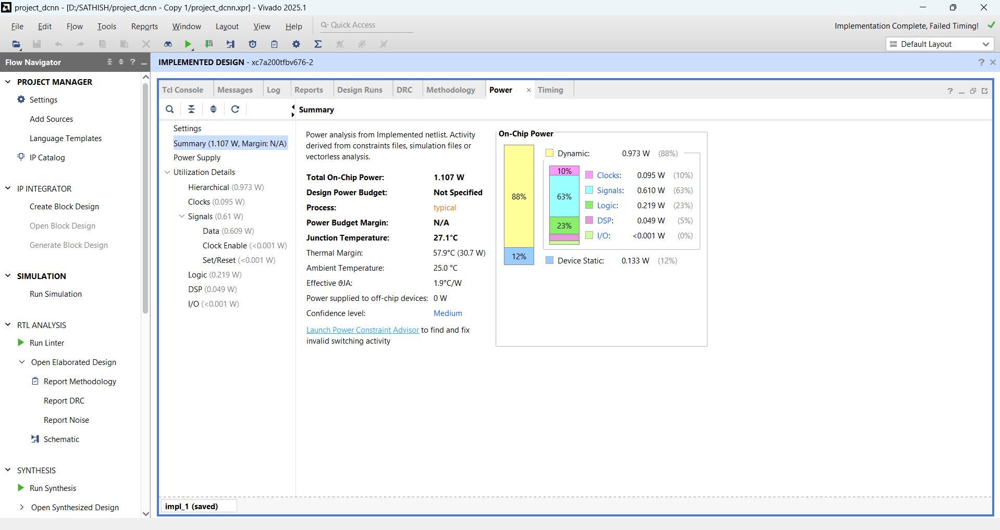 project_dcnn - [D:/SATHISH/project_dcnn - Copy 1/project_dcnn.xpr] - Vivado 2025.1
File Edit Flow Tools Reports Window Layout View Help Quick Access
Implementation Complete, Failed Timing!
Default Layout
Flow Navigator
IMPLEMENTED DESIGN - xc7a200tfbv676-2
PROJECT MANAGER
Settings
Add Sources
Language Templates
IP Catalog
IP INTEGRATOR
Create Block Design
Open Block Design
Generate Block Design
SIMULATION
Run Simulation
RTL ANALYSIS
Run Linter
Open Elaborated Design
Report Methodology
Report DRC
Report Noise
Schematic
SYNTHESIS
Run Synthesis
Open Synthesized Design
Tcl Console Messages Log Reports Design Runs DRC Methodology Power Timing
Summary
Settings
Summary (1.107 W, Margin: N/A)
Power Supply
Utilization Details
Hierarchical (0.973 W)
Clocks (0.095 W)
Signals (0.61 W)
Data (0.609 W)
Clock Enable (<0.001 W)
Set/Reset (<0.001 W)
Logic (0.219 W)
DSP (0.049 W)
I/O (<0.001 W)
Power analysis from Implemented netlist. Activity
derived from constraints files, simulation files or
vectorless analysis.
Total On-Chip Power: 1.107 W
Design Power Budget: Not Specified
Process: typical
Power Budget Margin: N/A
Junction Temperature: 27.1°C
Thermal Margin: 57.9°C (30.7 W)
Ambient Temperature: 25.0 °C
Effective ϑJA: 1.9°C/W
Power supplied to off-chip devices: 0 W
Confidence level: Medium
Launch Power Constraint Advisor to find and fix
invalid switching activity
On-Chip Power
88%
12%
Dynamic: 0.973 W (88%)
10%
63%
23%
Clocks: 0.095 W (10%)
Signals: 0.610 W (63%)
Logic: 0.219 W (23%)
DSP: 0.049 W (5%)
I/O: <0.001 W (0%)
Device Static: 0.133 W (12%)
impl_1 (saved)